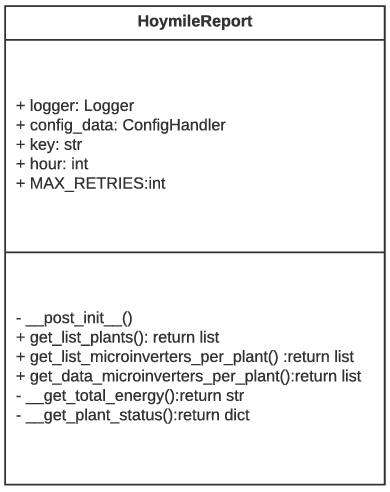 HoymileReport
+ logger: Logger
+ config_data: ConfigHandler
+ key: str
+ hour: int
+ MAX_RETRIES:int
- __post_init__()
+ get_list_plants(): return list
+ get_list_microinverters_per_plant() :return list
+ get_data_microinverters_per_plant():return list
- __get_total_energy():return str
- __get_plant_status():return dict